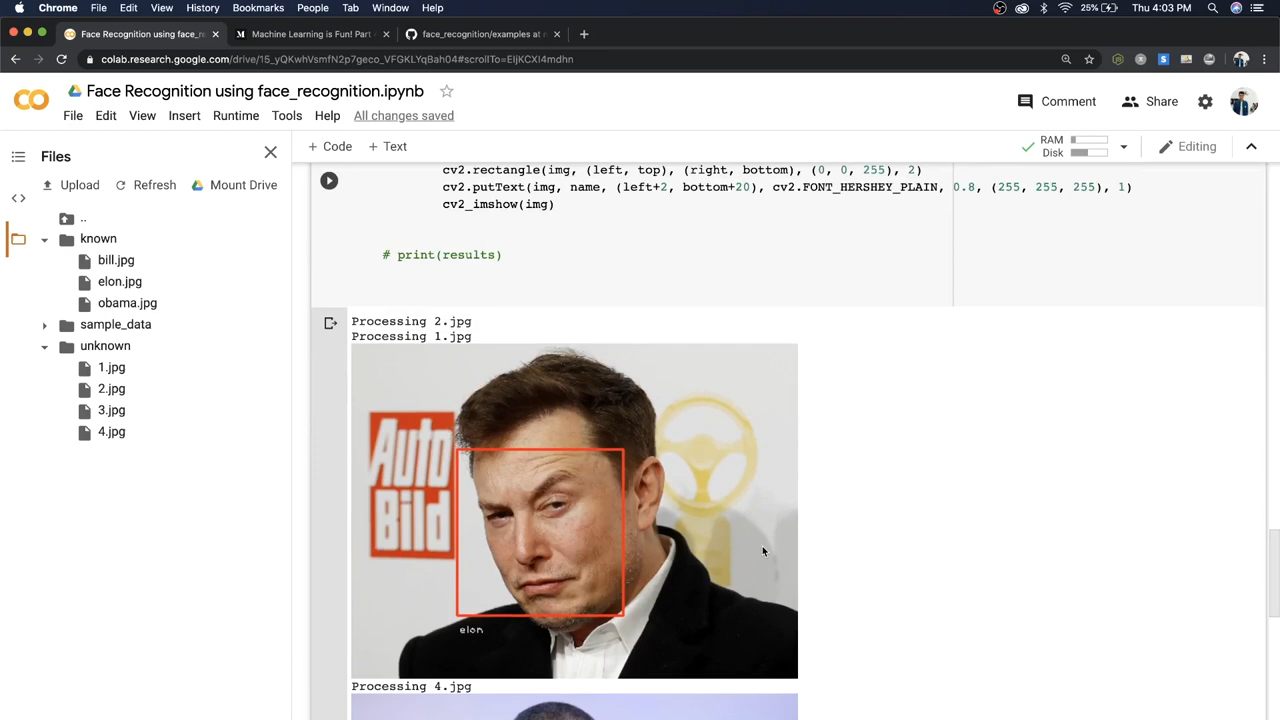 Chrome File Edit View History Bookmarks People Tab Window Help 25% Thu 4:03 PM
Face Recognition using face_re Machine Learning is Fun! Part face_recognition/examples at
colab.research.google.com/drive/15_yQKwhVsmfN2p7geco_VFGKLYqBah04#scrollTo=EIjKCXI4mdhn
Face Recognition using face_recognition.ipynb
Comment Share
File Edit View Insert Runtime Tools Help All changes saved
+ Code + Text
RAM
Disk
Editing
Files
Upload Refresh Mount Drive
..
known
bill.jpg
elon.jpg
obama.jpg
sample_data
unknown
1.jpg
2.jpg
3.jpg
4.jpg
cv2.rectangle(img, (left, top), (right, bottom), (0, 0, 255), 2)
cv2.putText(img, name, (left+2, bottom+20), cv2.FONT_HERSHEY_PLAIN, 0.8, (255, 255, 255), 1)
cv2_imshow(img)
# print(results)
Processing 2.jpg
Processing 1.jpg
Auto
Bild
elon
Processing 4.jpg